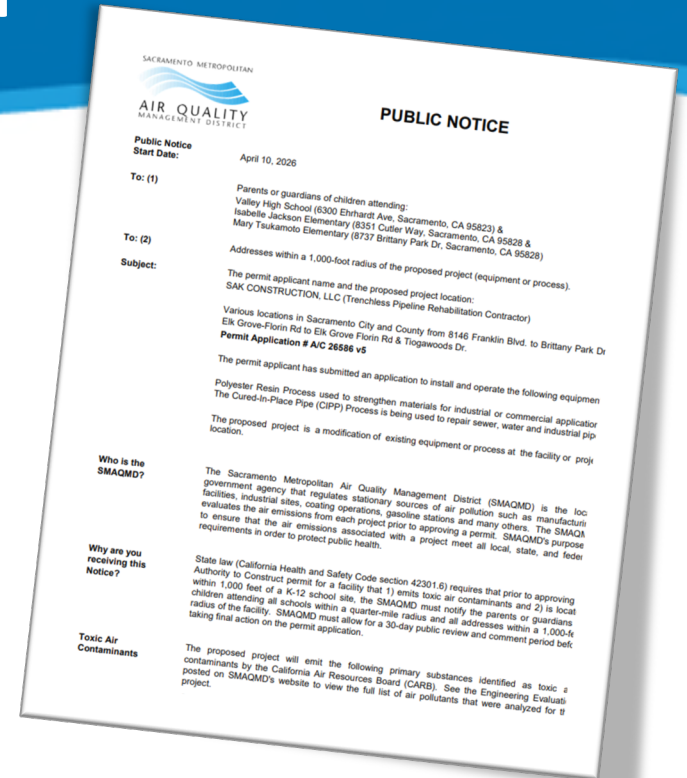 SACRAMENTO METROPOLITAN
AIR QUALITY
MANAGEMENT DISTRICT
PUBLIC NOTICE
Public Notice
Start Date:
April 10, 2026
To: (1)
Parents or guardians of children attending:
Valley High School (6300 Ehrhardt Ave, Sacramento, CA 95823) &
Isabelle Jackson Elementary (8351 Cutler Way, Sacramento, CA 95828 &
Mary Tsukamoto Elementary (8737 Brittany Park Dr, Sacramento, CA 95828)
To: (2)
Addresses within a 1,000-foot radius of the proposed project (equipment or process).
Subject:
The permit applicant name and the proposed project location:
SAK CONSTRUCTION, LLC (Trenchless Pipeline Rehabilitation Contractor)
Various locations in Sacramento City and County from 8146 Franklin Blvd. to Brittany Park Dr
Elk Grove-Florin Rd to Elk Grove Florin Rd & Tiogawoods Dr.
Permit Application # A/C 26586 v5
The permit applicant has submitted an application to install and operate the following equipmen
Polyester Resin Process used to strengthen materials for industrial or commercial application
The Cured-In-Place Pipe (CIPP) Process is being used to repair sewer, water and industrial pip
The proposed project is a modification of existing equipment or process at the facility or proje
location.
Who is the
SMAQMD?
The Sacramento Metropolitan Air Quality Management District (SMAQMD) is the loc
government agency that regulates stationary sources of air pollution such as manufacturi
facilities, industrial sites, coating operations, gasoline stations and many others. The SMAQM
evaluates the air emissions from each project prior to approving a permit. SMAQMD's purpose
to ensure that the air emissions associated with a project meet all local, state, and feder
requirements in order to protect public health.
Why are you
receiving this
Notice?
State law (California Health and Safety Code section 42301.6) requires that prior to approving
Authority to Construct permit for a facility that 1) emits toxic air contaminants and 2) is locat
within 1,000 feet of a K-12 school site, the SMAQMD must notify the parents or guardians
children attending all schools within a quarter-mile radius and all addresses within a 1,000-fe
radius of the facility. SMAQMD must allow for a 30-day public review and comment period befo
taking final action on the permit application.
Toxic Air
Contaminants
The proposed project will emit the following primary substances identified as toxic a
contaminants by the California Air Resources Board (CARB). See the Engineering Evaluati
posted on SMAQMD's website to view the full list of air pollutants that were analyzed for th
project.